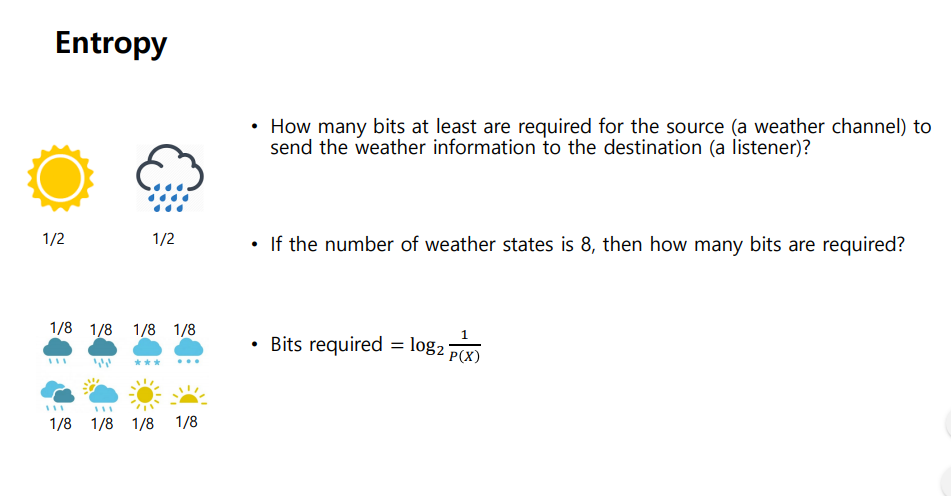 Entropy
• How many bits at least are required for the source (a weather channel) to
send the weather information to the destination (a listener)?
1/2 1/2
• If the number of weather states is 8, then how many bits are required?
1/8 1/8 1/8 1/8
• Bits required = log₂ 1/P(X)
1/8 1/8 1/8 1/8